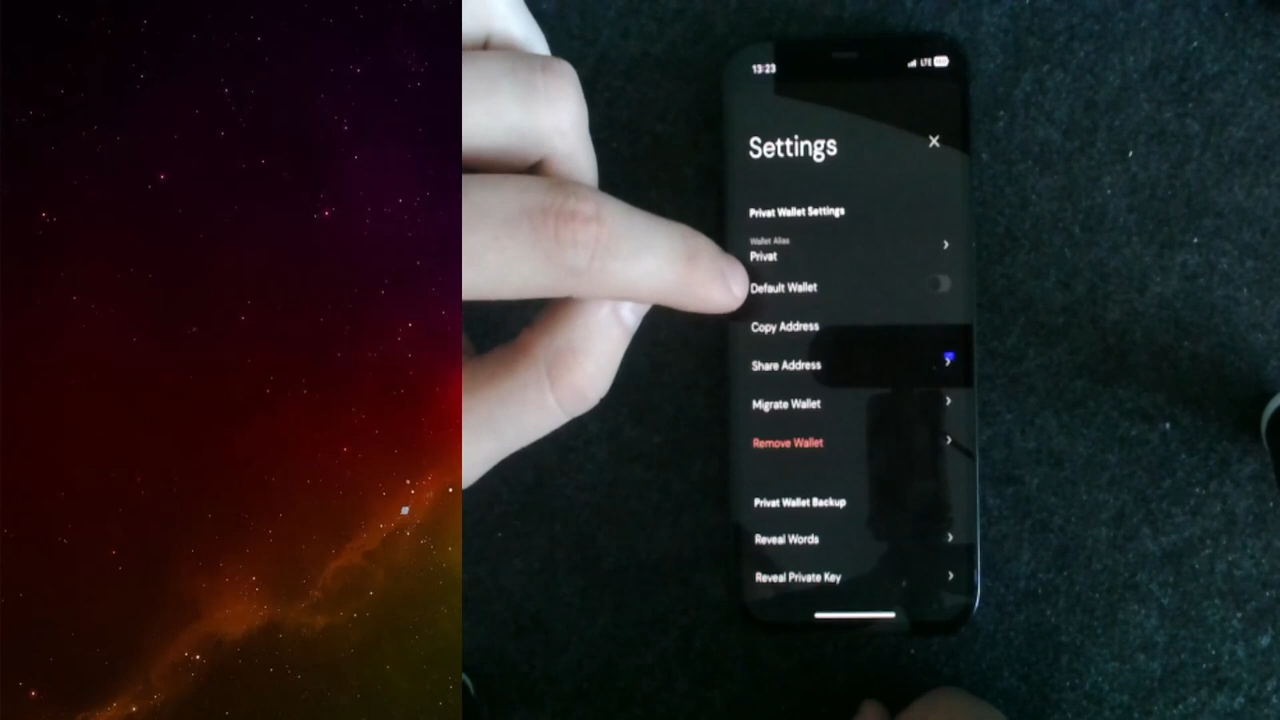 13:23
LTE
Settings
Privat Wallet Settings
Wallet Alias
Privat
Default Wallet
Copy Address
Share Address
Migrate Wallet
Remove Wallet
Privat Wallet Backup
Reveal Words
Reveal Private Key